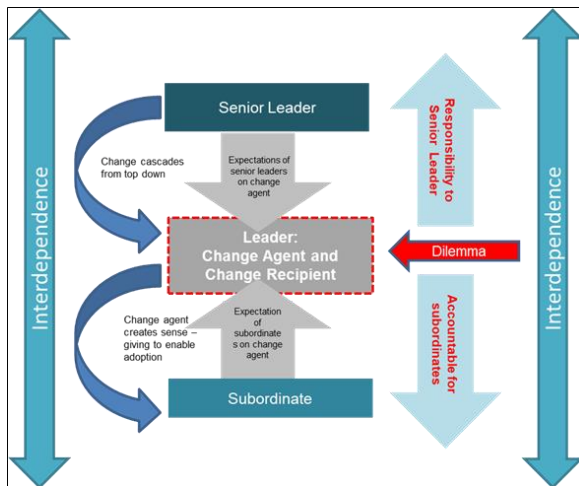 Interdependence
Senior Leader
Change cascades
from top down
Expectations of
senior leaders on
change agent
Responsibility to
Senior Leader
Leader:
Change Agent and
Change Recipient
Dilemma
Change agent
creates sense –
giving to enable
adoption
Expectation
of
subordinate
s on change
agent
Accountable for
subordinates
Subordinate
Interdependence